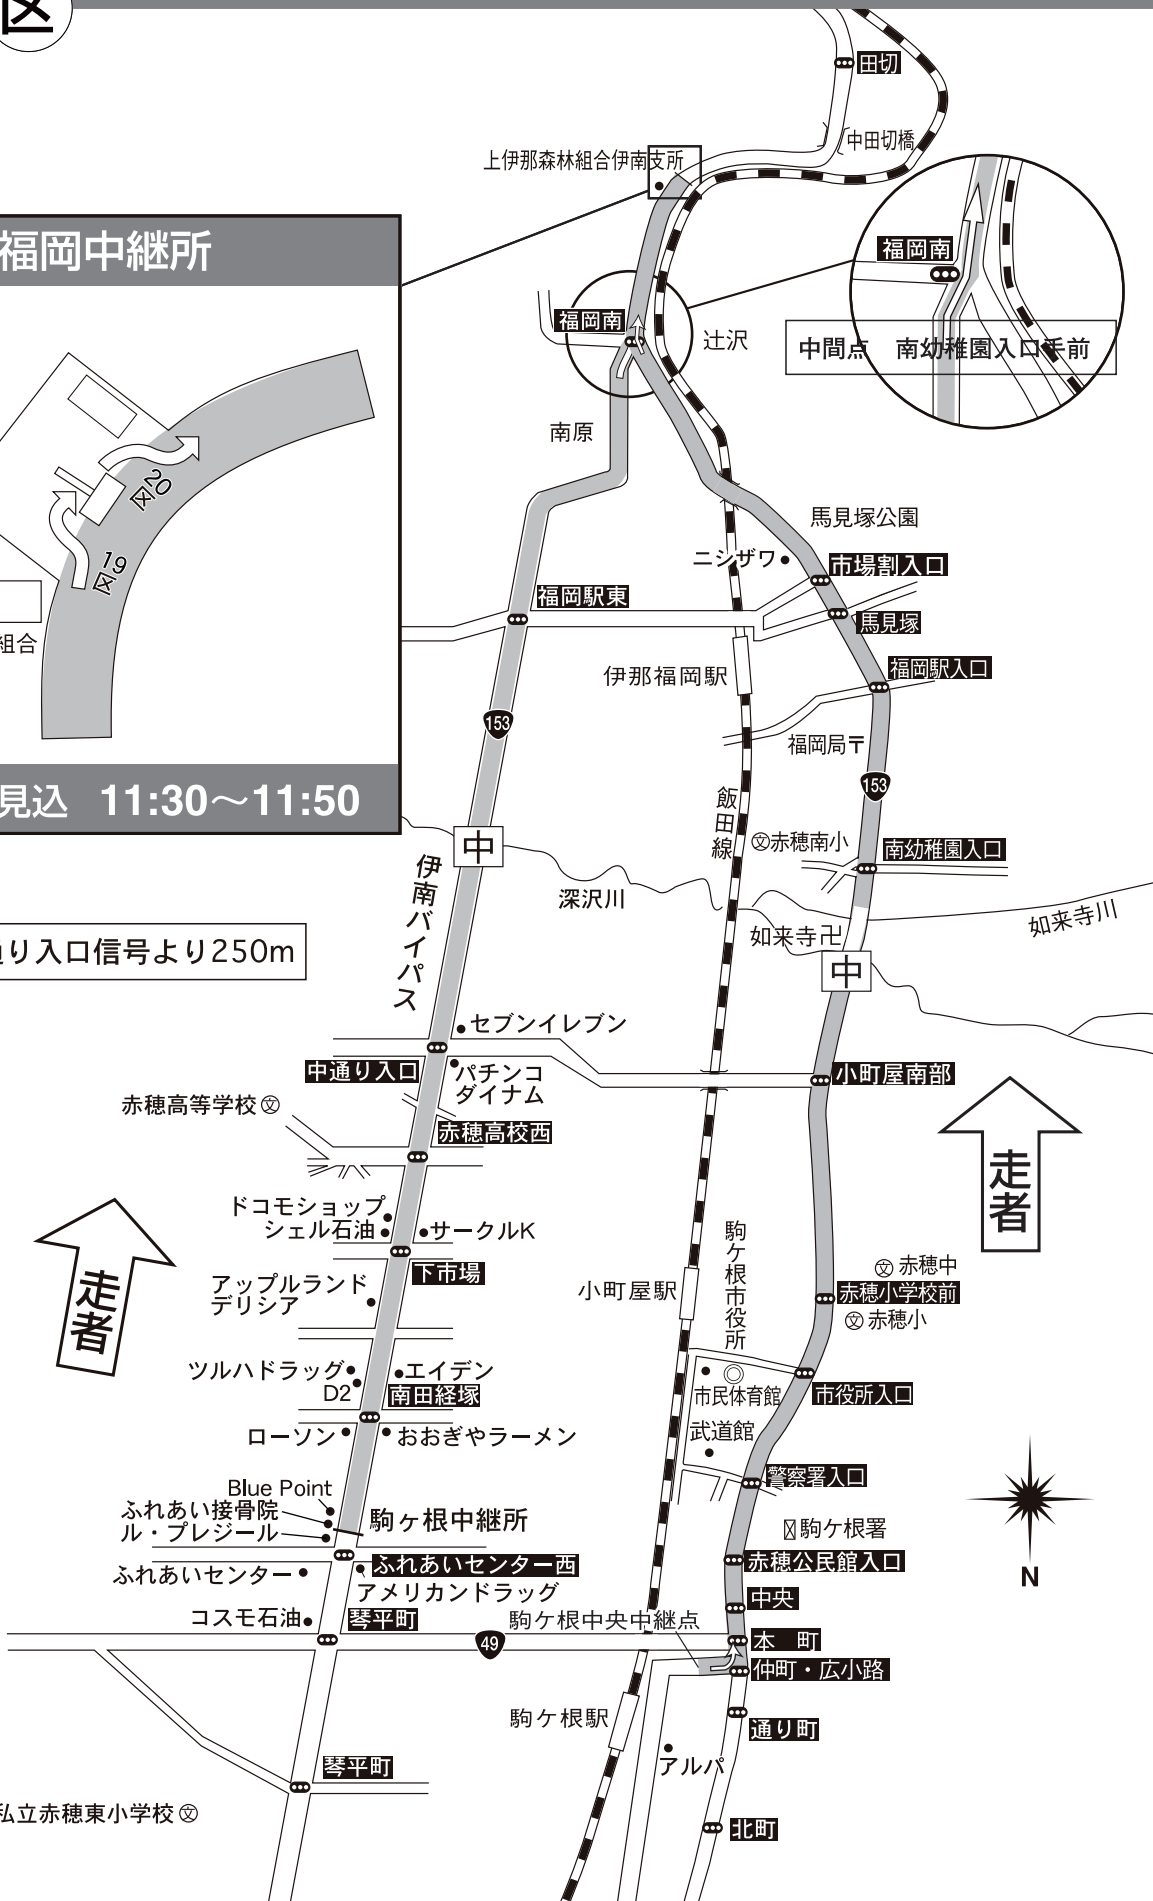 区
田切
中田切橋
上伊那森林組合伊南支所
福岡中継所
福岡南
福岡南
辻沢
中間点 南幼稚園入口手前
南原
20区
19区
馬見塚公園
ニシザワ
市場割入口
福岡駅東
馬見塚
組合
伊那福岡駅
福岡駅入口
153
福岡局〒
153
見込 11:30～11:50
飯田線
中
赤穂南小
南幼稚園入口
伊南バイパス
深沢川
如来寺川
如来寺卍
通り入口信号より250m
中
セブンイレブン
中通り入口
パチンコ
ダイナム
小町屋南部
赤穂高等学校
赤穂高校西
走者
ドコモショップ
シェル石油
サークルK
駒ケ根市役所
赤穂中
下市場
走者
アップルランド
デリシア
小町屋駅
赤穂小学校前
赤穂小
ツルハドラッグ
エイデン
D2
南田経塚
市民体育館
市役所入口
ローソン
おおぎやラーメン
武道館
警察署入口
Blue Point
ふれあい接骨院
ル・プレジール
駒ヶ根中継所
駒ケ根署
ふれあいセンター西
赤穂公民館入口
ふれあいセンター
アメリカンドラッグ
N
中央
コスモ石油
琴平町
駒ケ根中央中継点
49
本 町
仲町・広小路
駒ケ根駅
通り町
アルパ
琴平町
私立赤穂東小学校
北町